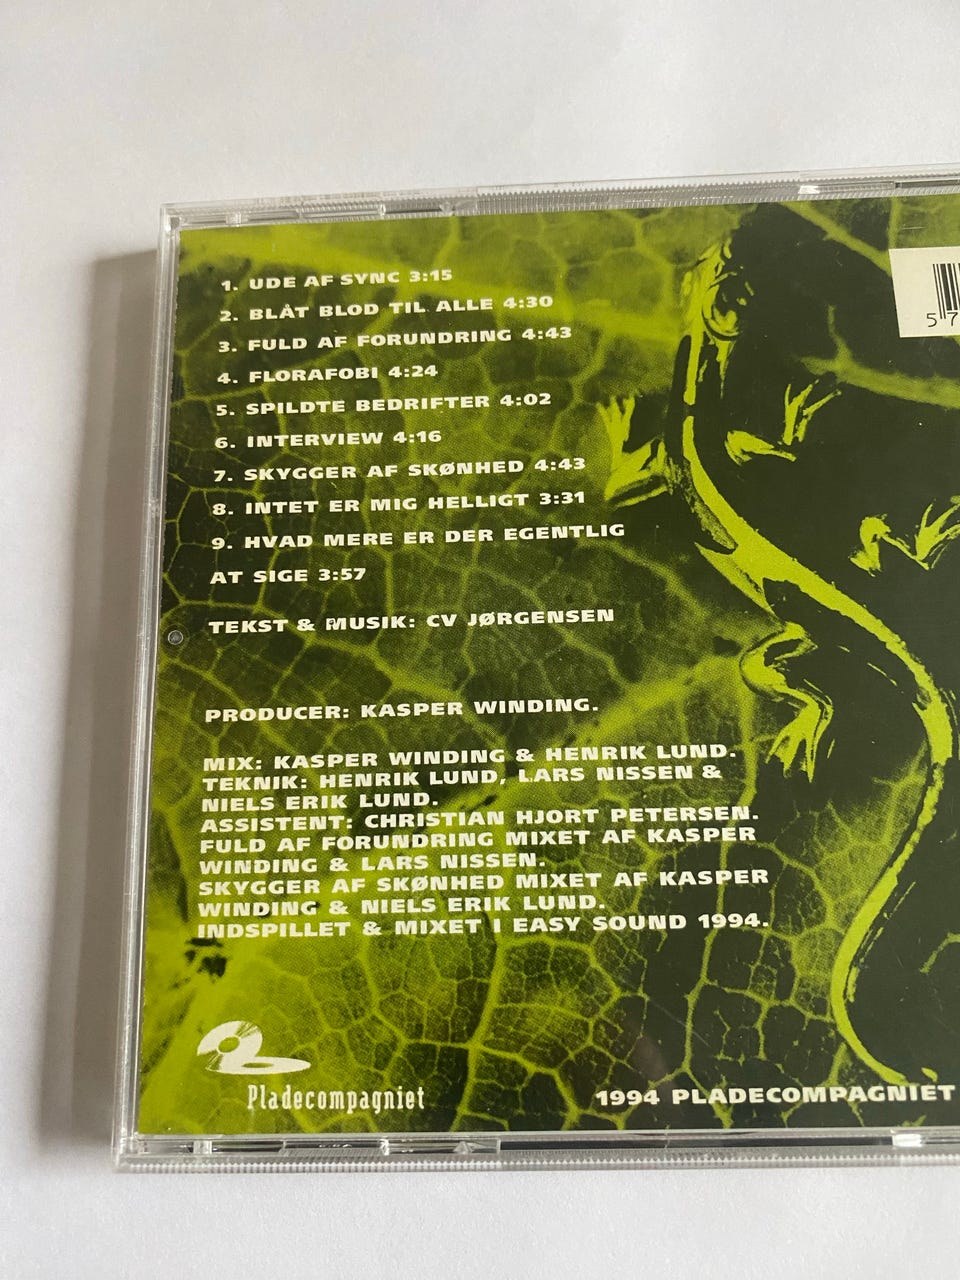 1. UDE AF SYNC 3:15
2. BLÅT BLOD TIL ALLE 4:30
3. FULD AF FORUNDRING 4:43
4. FLORAFOBI 4:24
5. SPILDTE BEDRIFTER 4:02
6. INTERVIEW 4:16
7. SKYGGER AF SKØNHED 4:43
8. INTET ER MIG HELLIGT 3:31
9. HVAD MERE ER DER EGENTLIG
AT SIGE 3:57
TEKST & MUSIK: CV JØRGENSEN
PRODUCER: KASPER WINDING.
MIX: KASPER WINDING & HENRIK LUND.
TEKNIK: HENRIK LUND, LARS NISSEN &
NIELS ERIK LUND.
ASSISTENT: CHRISTIAN HJORT PETERSEN.
FULD AF FORUNDRING MIXET AF KASPER
WINDING & LARS NISSEN.
SKYGGER AF SKØNHED MIXET AF KASPER
WINDING & NIELS ERIK LUND.
INDSPILLET & MIXET I EASY SOUND 1994.
Pladecompagniet
1994 PLADECOMPAGNIET
5 7